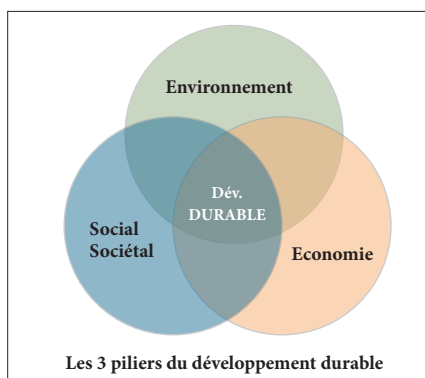 Environnement
Dév.
DURABLE
Social
Sociétal
Economie
Les 3 piliers du développement durable